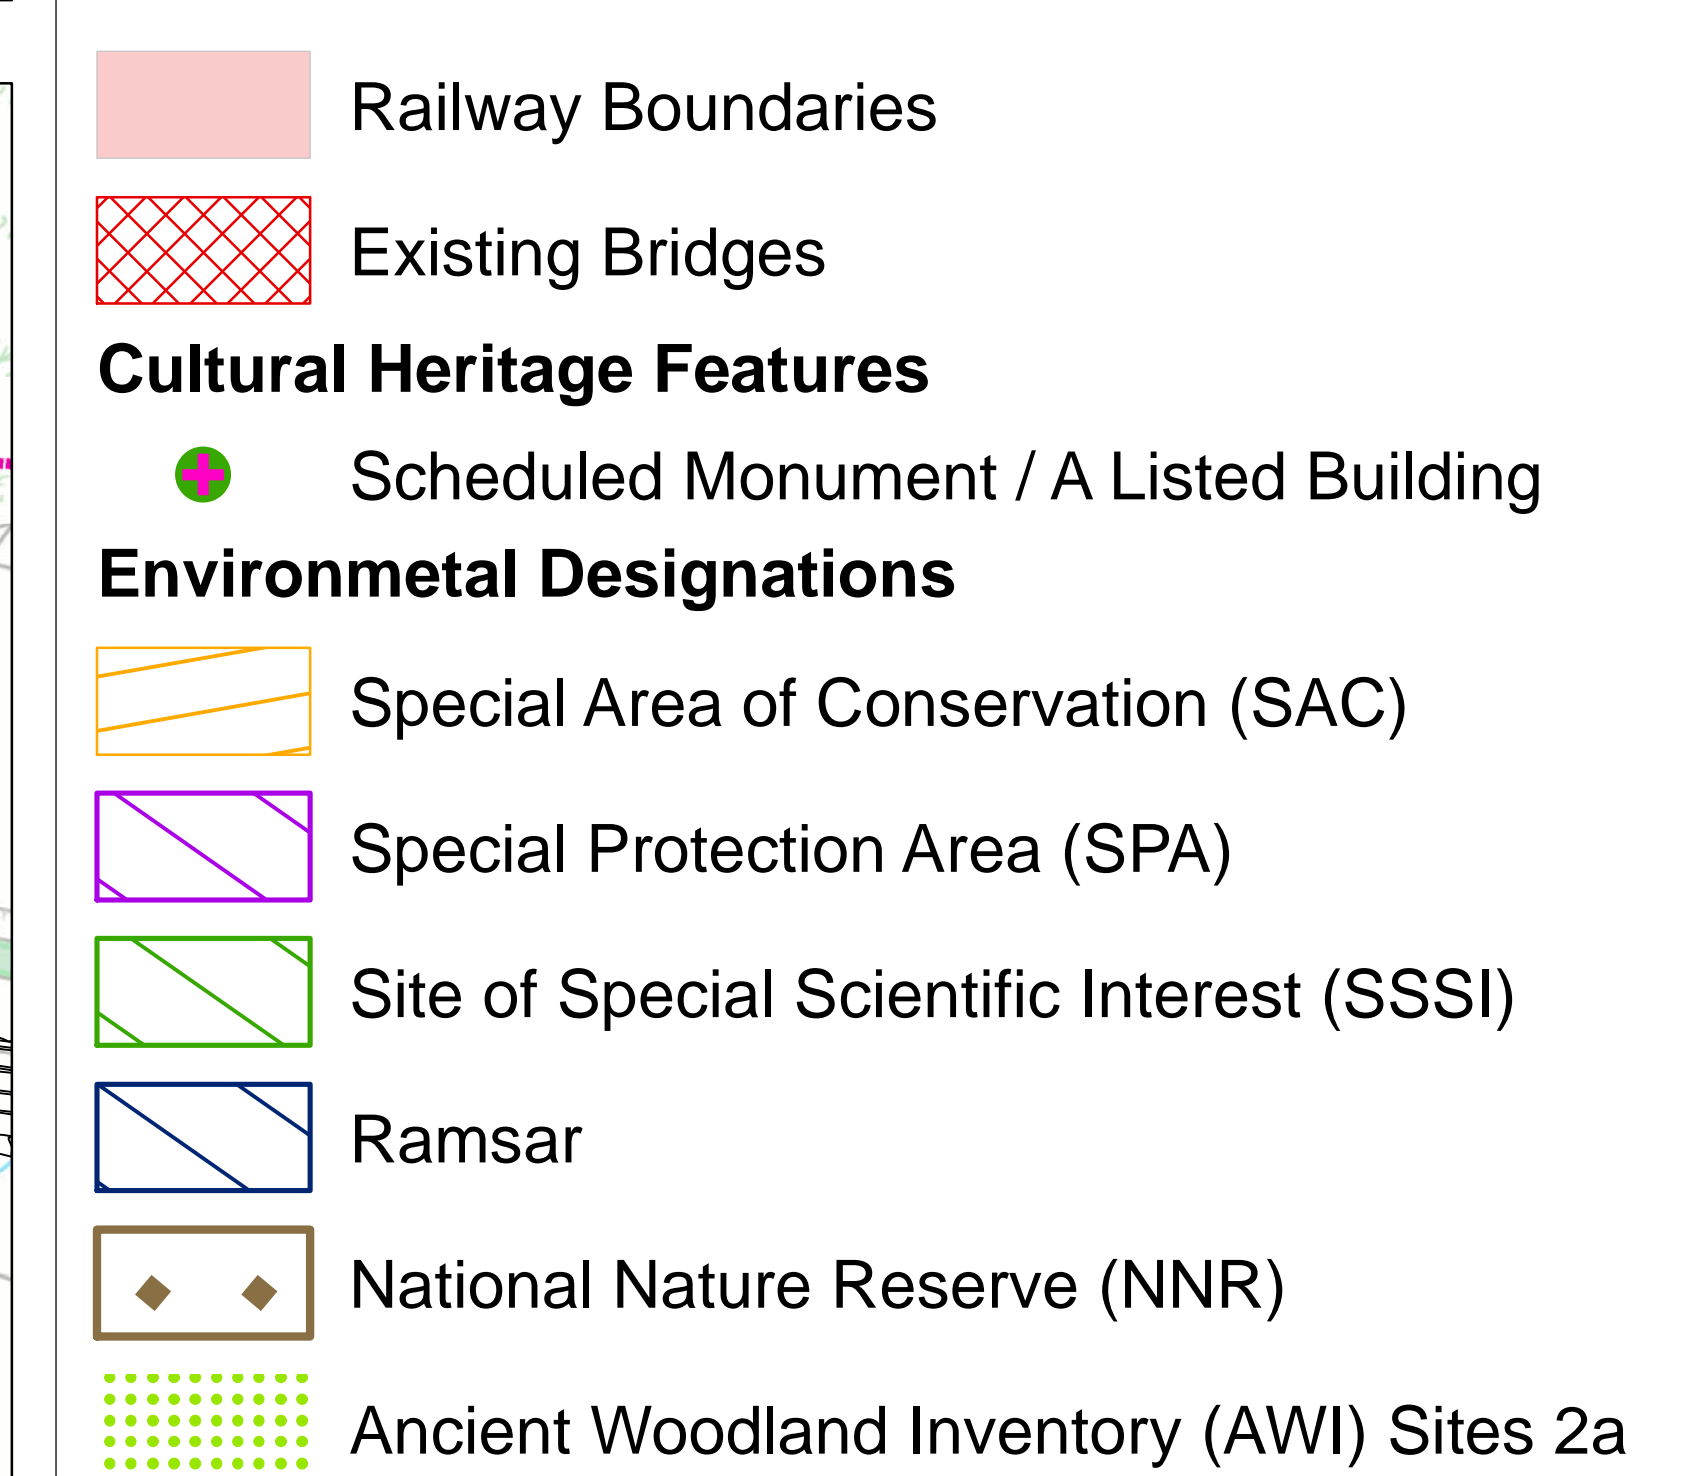 Railway Boundaries
Existing Bridges
Cultural Heritage Features
Scheduled Monument / A Listed Building
Environmetal Designations
Special Area of Conservation (SAC)
Special Protection Area (SPA)
Site of Special Scientific Interest (SSSI)
Ramsar
National Nature Reserve (NNR)
Ancient Woodland Inventory (AWI) Sites 2a